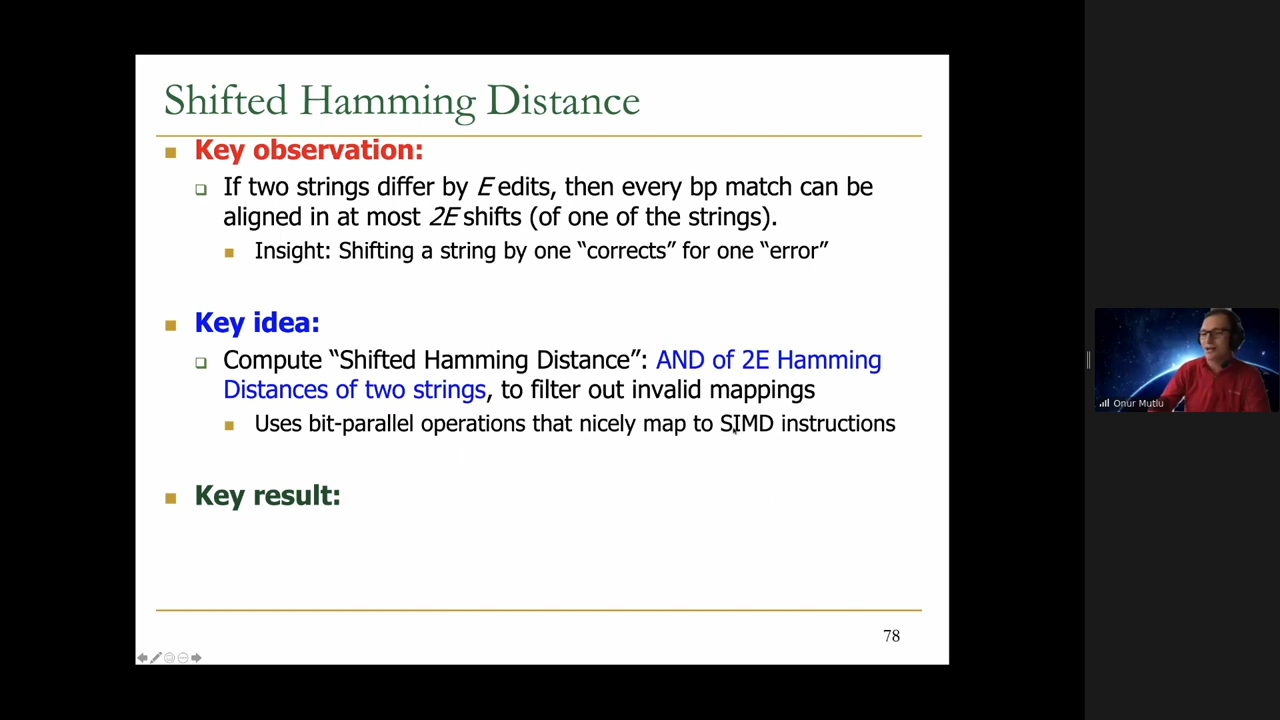 Shifted Hamming Distance
Key observation:
If two strings differ by E edits, then every bp match can be
aligned in at most 2E shifts (of one of the strings).
Insight: Shifting a string by one “corrects” for one “error”
Key idea:
Compute “Shifted Hamming Distance”: AND of 2E Hamming
Distances of two strings, to filter out invalid mappings
Uses bit-parallel operations that nicely map to SIMD instructions
Key result:
78
Onur Mutlu